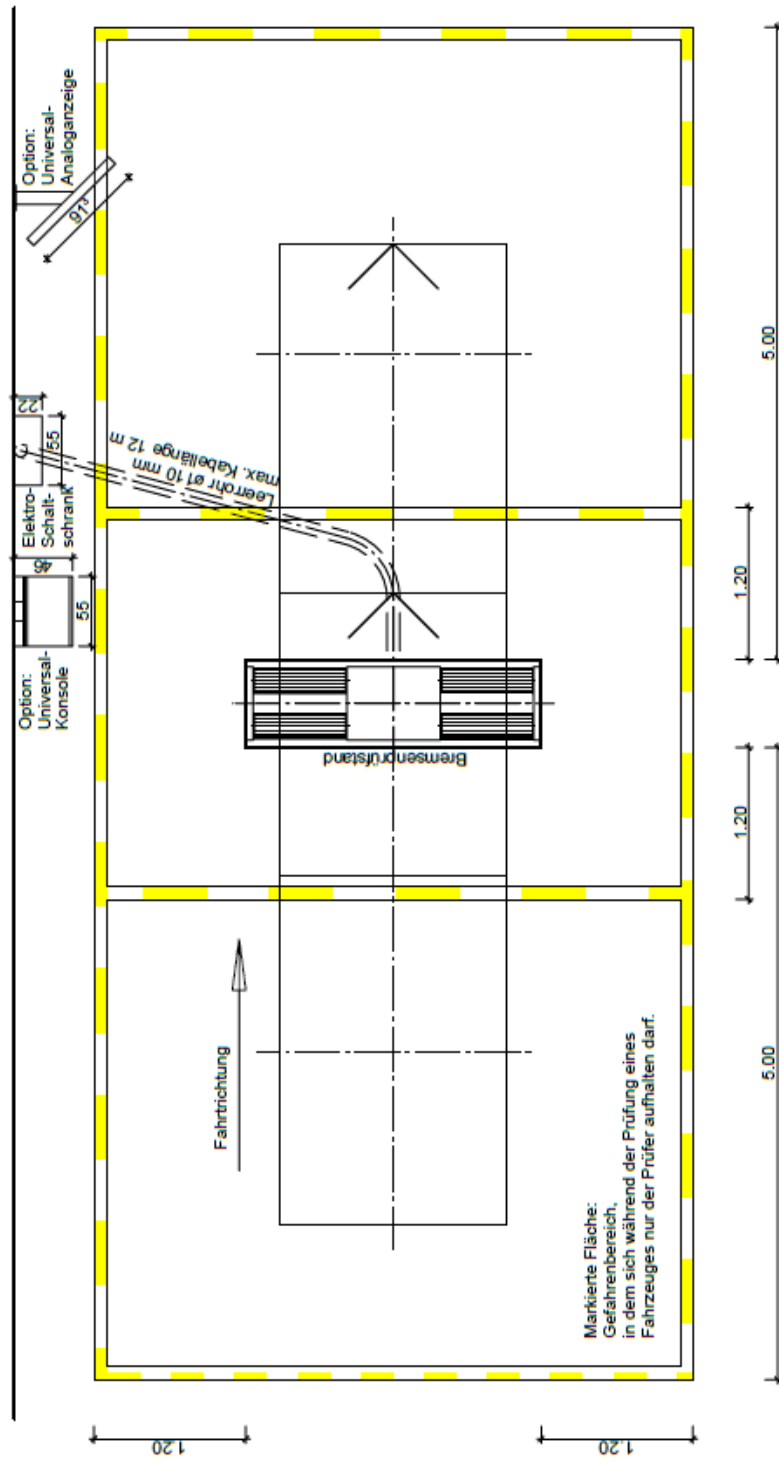 Option:
Universal-
Konsole
55
46
Elektro-
Schalt-
schrank
55
22
Option:
Universal-
Analoganzeige
91³
Leerrohr ø110 mm
max. Kabellänge 12 m
Bremsenprüfstand
Fahrtrichtung
Markierte Fläche:
Gefahrenbereich,
in dem sich während der Prüfung eines
Fahrzeuges nur der Prüfer aufhalten darf.
1.20
1.20
1.20
1.20
5.00
5.00